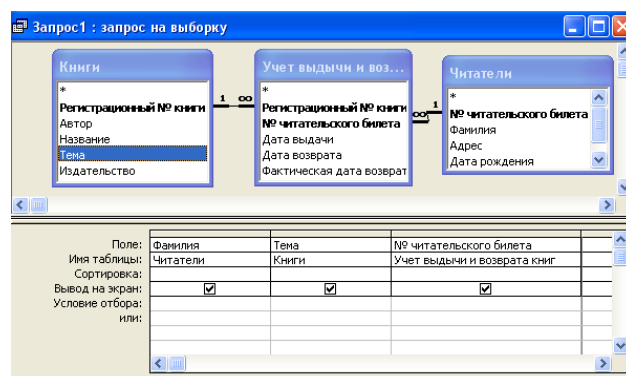 Запрос1 : запрос на выборку
Книги
*
Регистрационный № книги
Автор
Название
Тема
Издательство
1 ∞
Учет выдычи и воз...
*
Регистрационный № книги
№ читательского билета
Дата выдачи
Дата возврата
Фактическая дата возврат
∞ 1
Читатели
*
№ читательского билета
Фамилия
Адрес
Дата рождения
Поле: Фамилия Тема № читательского билета
Имя таблицы: Читатели Книги Учет выдычи и возврата книг
Сортировка:
Вывод на экран:
Условие отбора:
или: